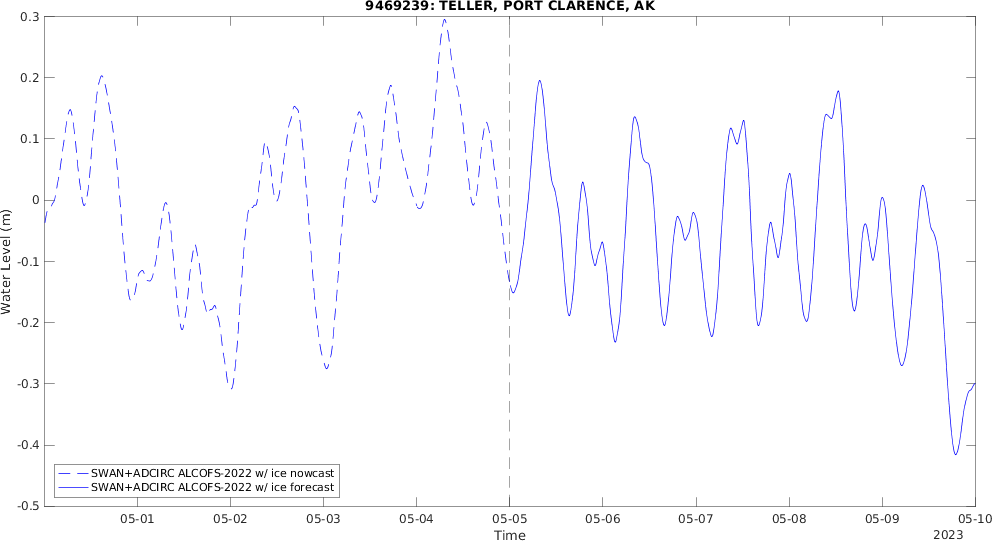 9469239: TELLER, PORT CLARENCE, AK
0.3
0.2
0.1
0
-0.1
-0.2
-0.3
-0.4
-0.5
Water Level (m)
SWAN+ADCIRC ALCOFS-2022 w/ ice nowcast
SWAN+ADCIRC ALCOFS-2022 w/ ice forecast
05-01 05-02 05-03 05-04 05-05 05-06 05-07 05-08 05-09 05-10
Time
2023